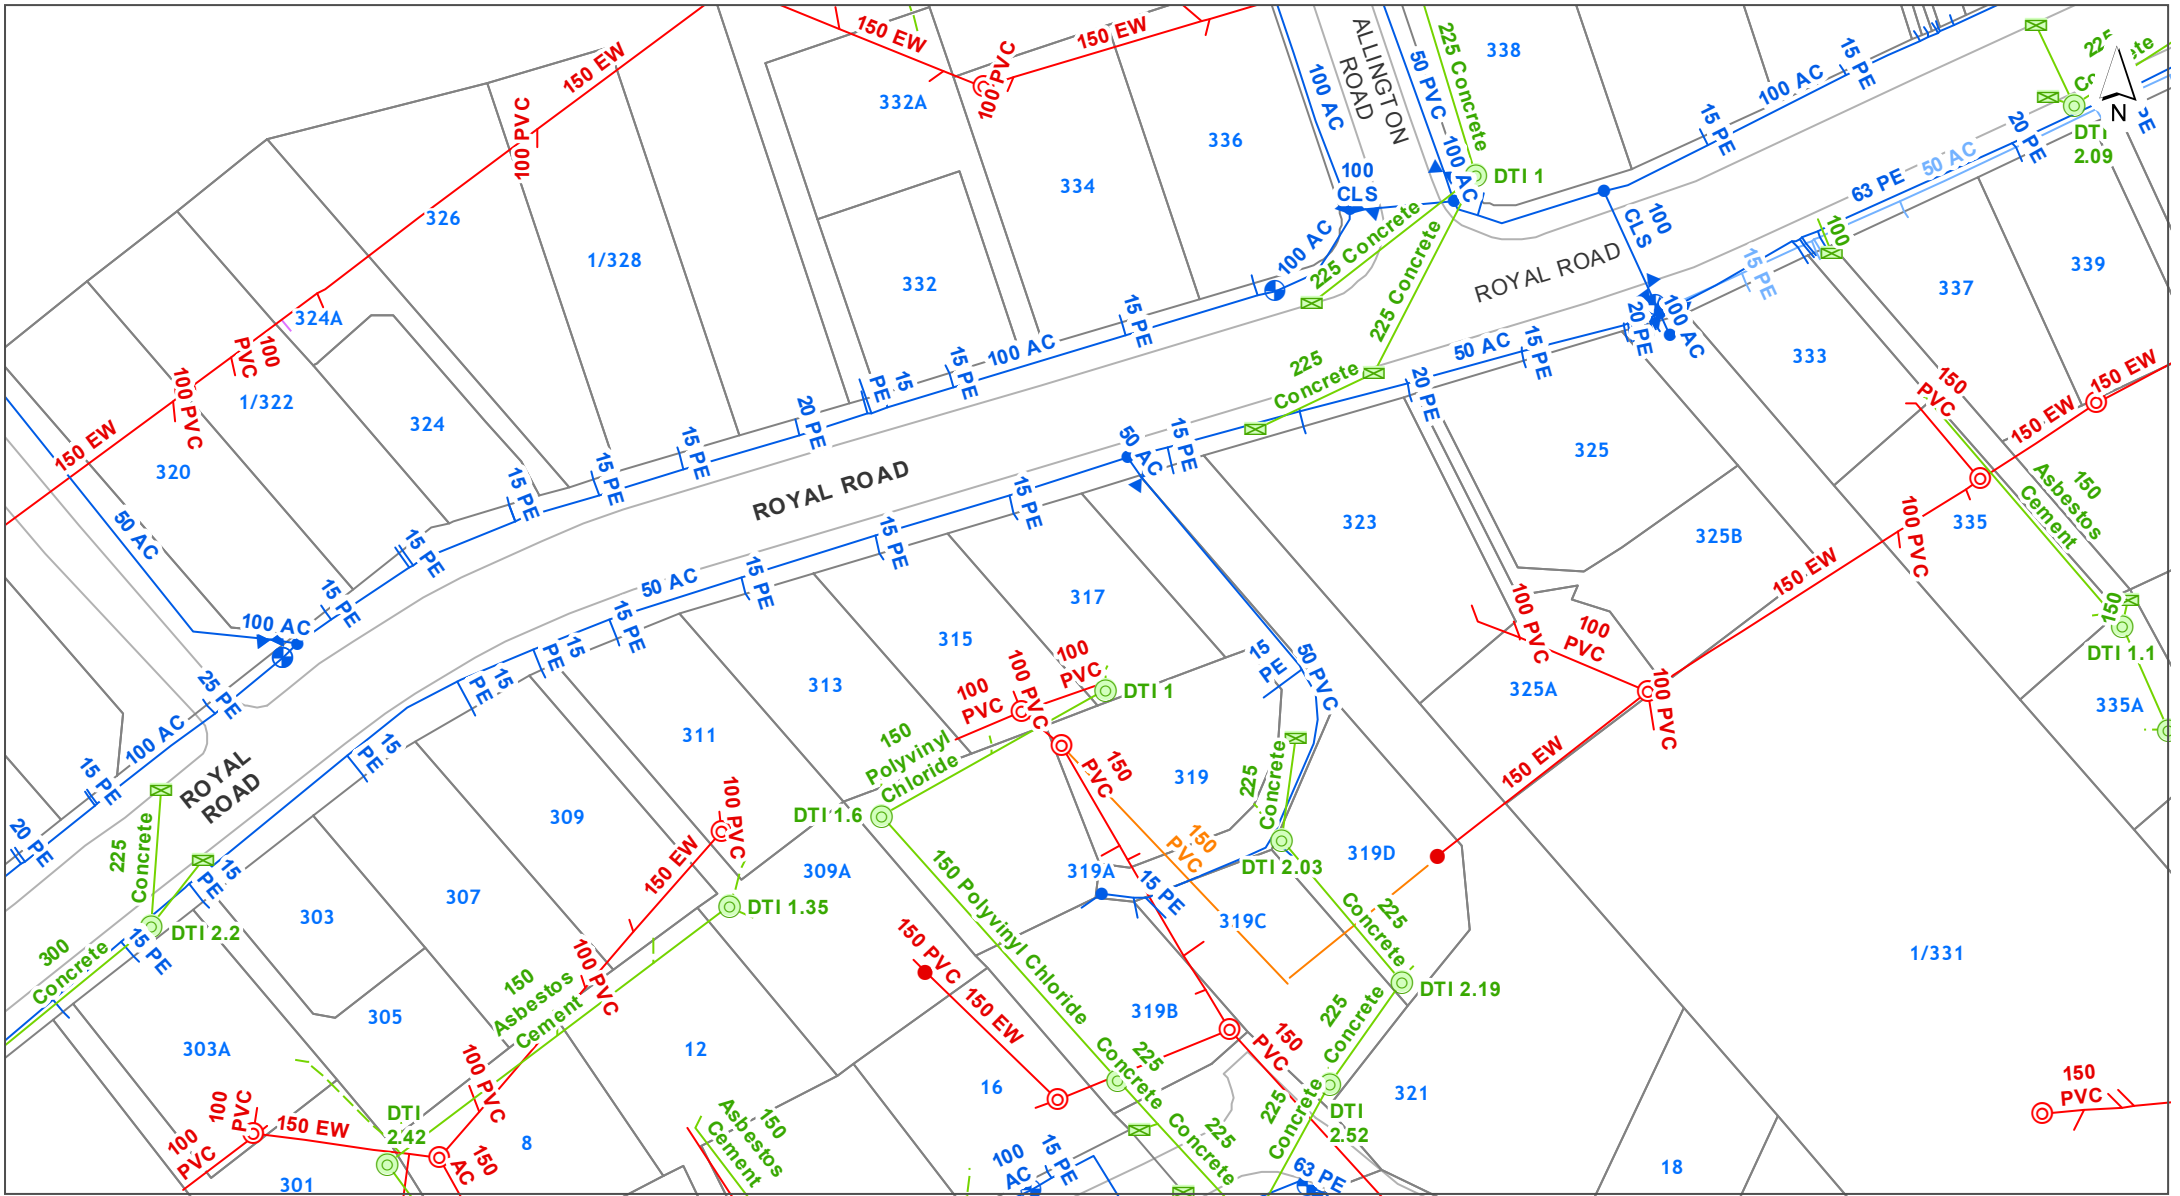 150 EW
150 EW
100 PVC
ALLINGTON
ROAD
225 Concrete
50 PVC
338
15 PE
100 AC
225
N
DTI
2.09
20 PE
150 EW
100 PVC
332A
336
100 AC
100
CLS
100 AC
DTI 1
15 PE
63 PE
50 AC
326
1/328
334
332
100 AC
225 Concrete
225 Concrete
ROYAL ROAD
100
CLS
15 PE
100
337
339
324A
100
PVC
100 PVC
1/322
324
320
150 EW
15 PE
100 AC
15 PE
15
PE
20 PE
15 PE
15 PE
15 PE
225
Concrete
50 AC
15 PE
20 PE
100 AC
333
20 PE
325
150
PVC
150 EW
150 EW
ROYAL ROAD
50 AC
15 PE
15 PE
15 PE
323
325B
100 PVC
335
150
Asbestos
Cement
50 AC
100 AC
15 PE
15 PE
50 AC
15 PE
15 PE
15
PE
15
PE
25 PE
100 AC
15 PE
20 PE
317
315
313
311
309
307
100
PVC
100 PVC
100
PVC
DTI 1
15
PE
50 PVC
100 PVC
100
PVC
325A
100 PVC
150 EW
150 EW
150
DTI 1.1
335A
ROYAL
ROAD
15
PE
225
Concrete
15
PE
DTI 2.2
300
Concrete
15 PE
303
305
303A
100 PVC
150 EW
150
Polyvinyl
Chloride
DTI 1.6
309A
DTI 1.35
150
PVC
319
225
Concrete
150
PVC
DTI 2.03
319D
319A
15 PE
319C
225
Concrete
DTI 2.19
1/331
100 PVC
150
Asbestos
Cement
150 Polyvinyl Chloride
150 PVC
150 EW
319B
150
PVC
225
Concrete
12
16
321
225
Concrete
225
Concrete
DTI
2.52
100
PVC
100
PVC
150 EW
DTI
2.42
100 PVC
150
AC
8
301
150
Asbestos
Cement
225
Concrete
100
AC
15 PE
63 PE
18
150
PVC